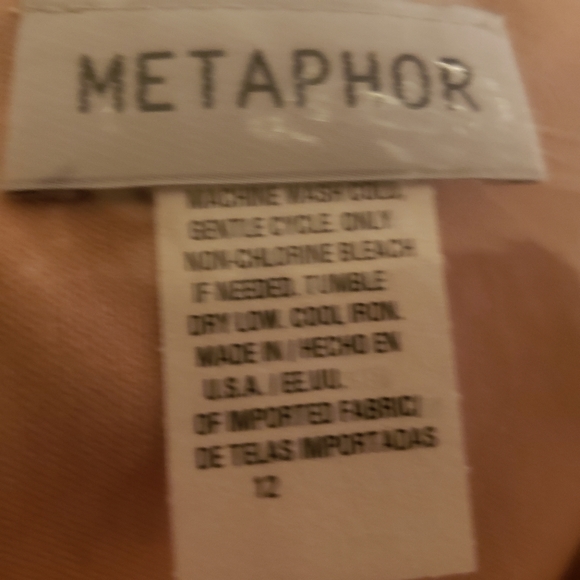 METAPHOR
MACHINE WASH COLD.
GENTLE CYCLE. ONLY
NON-CHLORINE BLEACH
IF NEEDED. TUMBLE
DRY LOW. COOL IRON.
MADE IN / HECHO EN
U.S.A. / EE.UU.
OF IMPORTED FABRIC/
DE TELAS IMPORTADAS
12